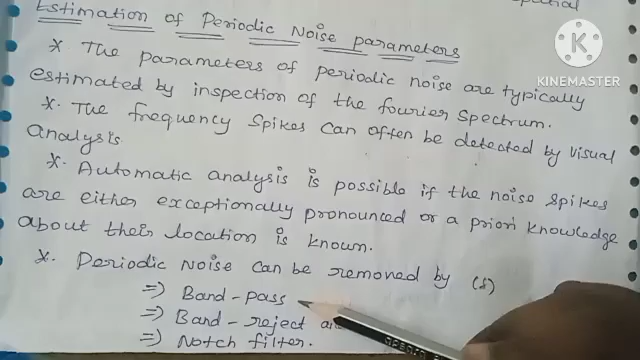 Estimation of Periodic Noise parameters
KINEMASTER
* The parameters of periodic noise are typically
estimated by inspection of the fourier spectrum.
*. The frequency spikes can often be detected by visual
analysis
*. Automatic analysis is possible if the noise spikes
are either exceptionally pronounced or a priori knowledge
about their location is known.
*. Periodic noise can be removed by (s)
=) Band-pass
=) Band-reject
=) Notch filter.